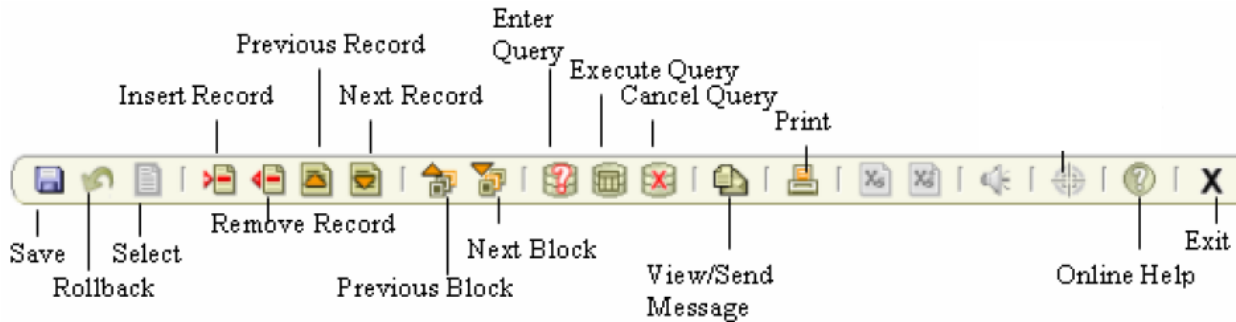 Enter
Query
Previous Record
Execute Query
Insert Record
Next Record
Cancel Query
Print
Remove Record
Save
Select
Next Block
Exit
Rollback
Previous Block
View/Send
Message
Online Help